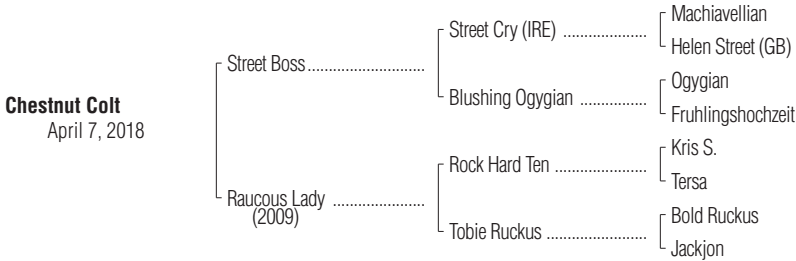 Chestnut Colt
April 7, 2018
Street Boss..........................
Raucous Lady ....................
(2009)
Street Cry (IRE) ..................
Blushing Ogygian ..............
Rock Hard Ten ....................
Tobie Ruckus ......................
Machiavellian
Helen Street (GB)
Ogygian
Fruhlingshochzeit
Kris S.
Tersa
Bold Ruckus
Jackjon